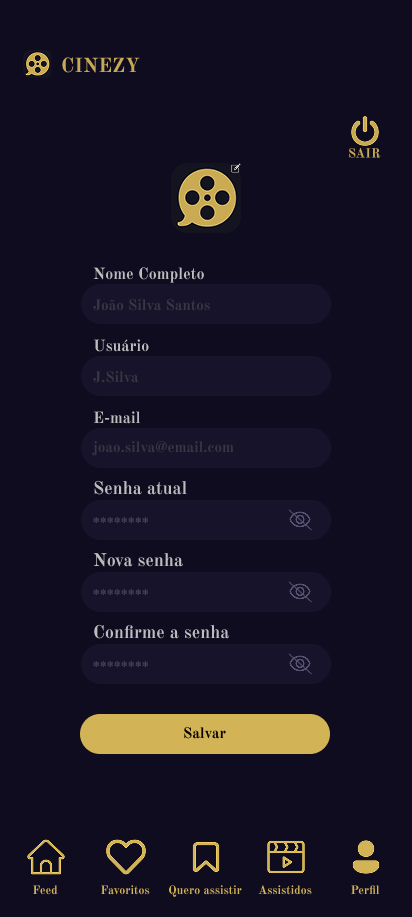 CINEZY
SAIR
Nome Completo
João Silva Santos
Usuário
J.Silva
E-mail
joao.silva@email.com
Senha atual
********
Nova senha
********
Confirme a senha
********
Salvar
Feed Favoritos Quero assistir Assistidos Perfil